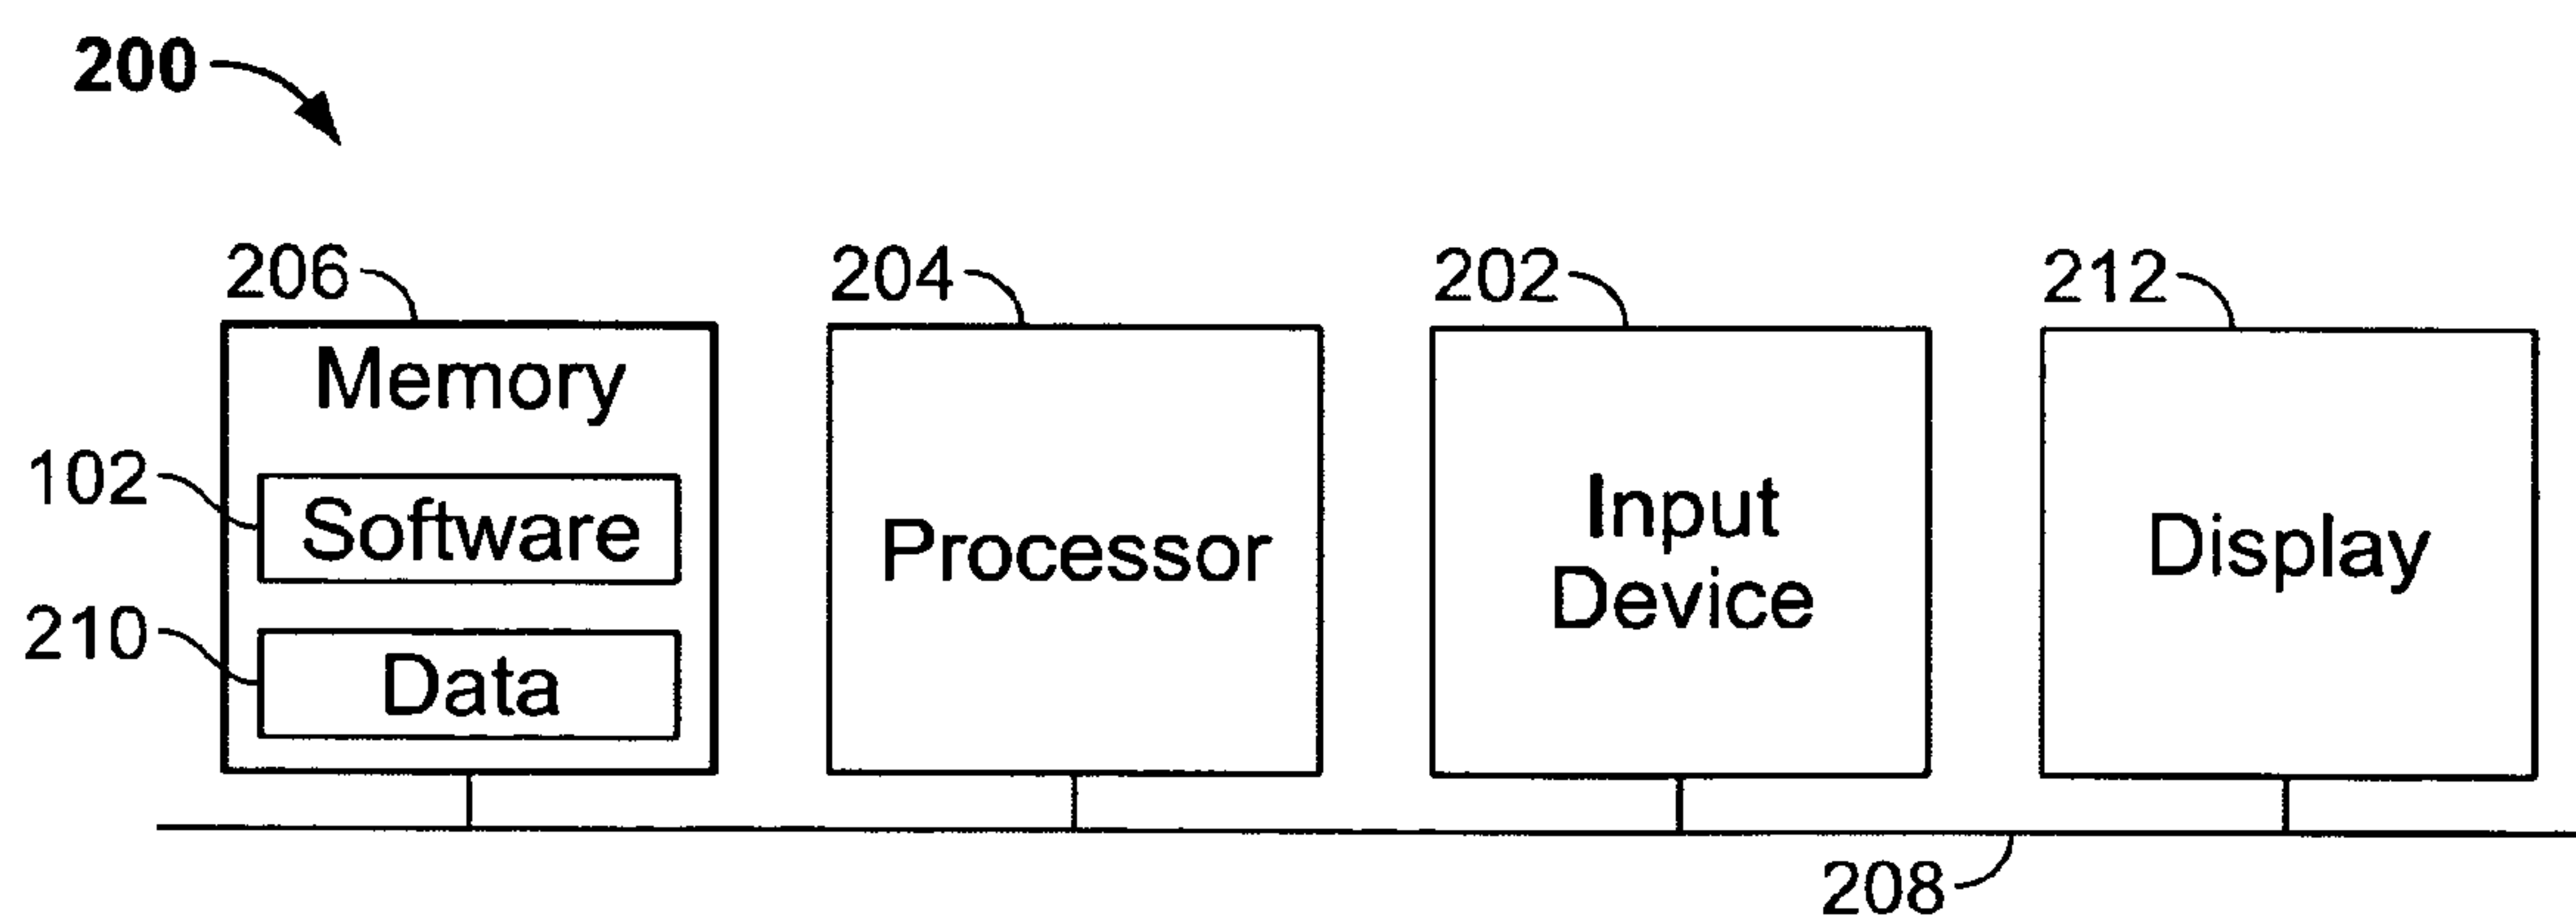 200
206
204
202
212
Memory
102
Software
210
Data
Processor
Input
Device
Display
208